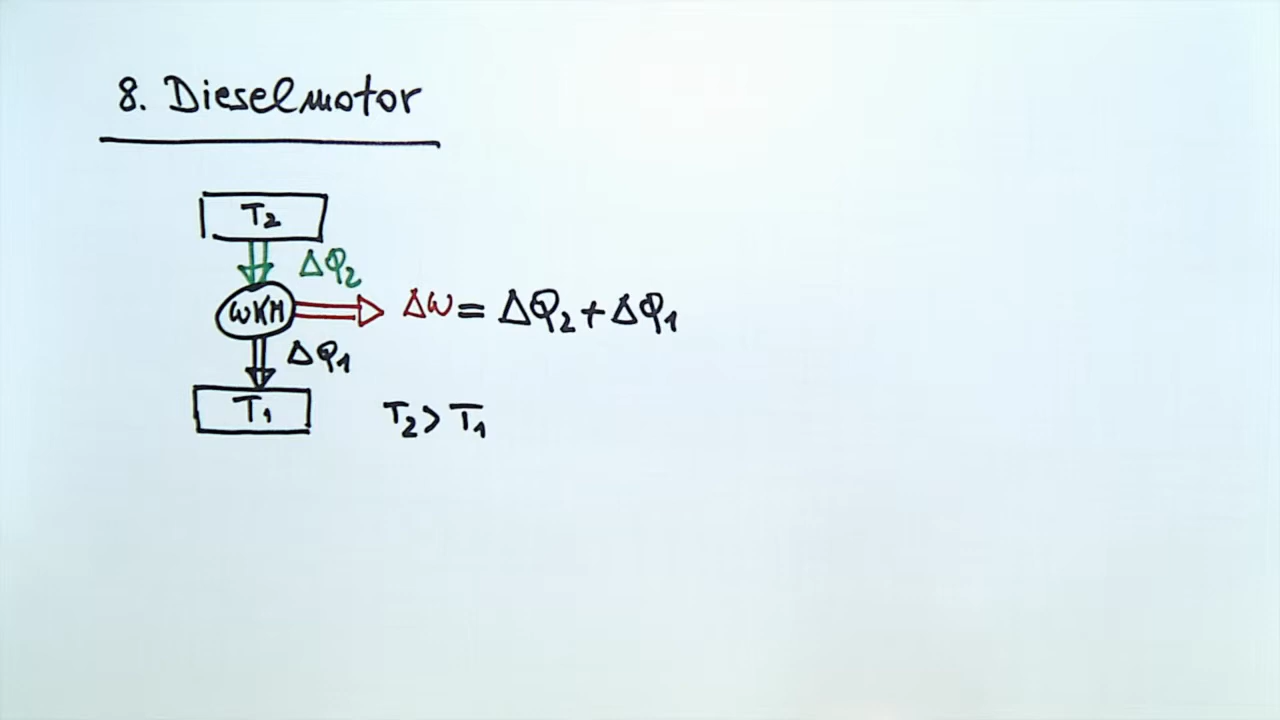 8. Dieselmotor
T₂
ΔQ₂
WKM
ΔW = ΔQ₂ + ΔQ₁
ΔQ₁
T₁
T₂ > T₁